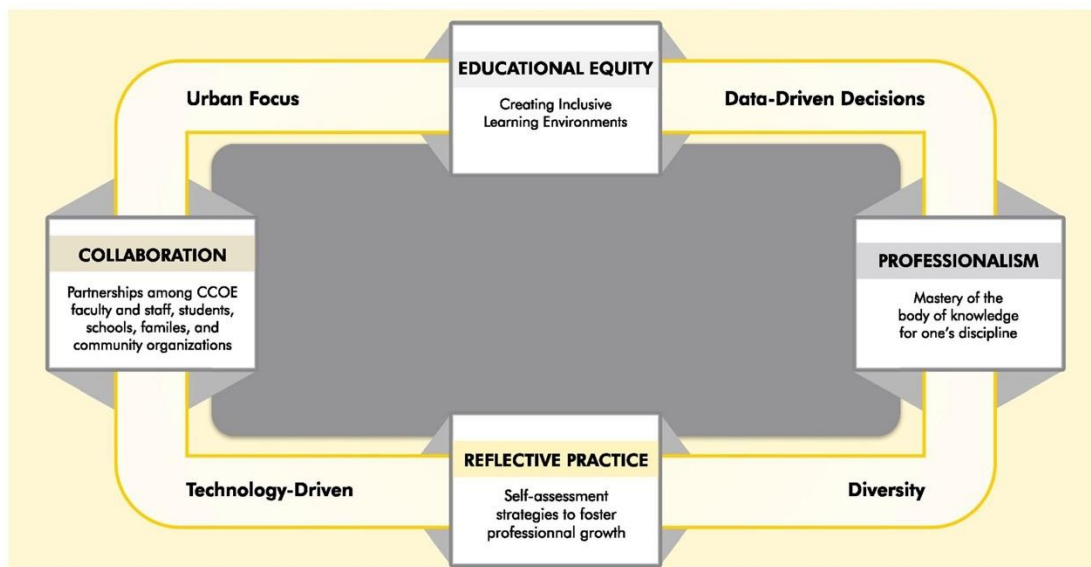 EDUCATIONAL EQUITY
Creating Inclusive
Learning Environments
Urban Focus
Data-Driven Decisions
COLLABORATION
Partnerships among CCOE
faculty and staff, students,
schools, familes, and
community organizations
PROFESSIONALISM
Mastery of the
body of knowledge
for one's discipline
REFLECTIVE PRACTICE
Self-assessment
strategies to foster
professionnal growth
Technology-Driven
Diversity